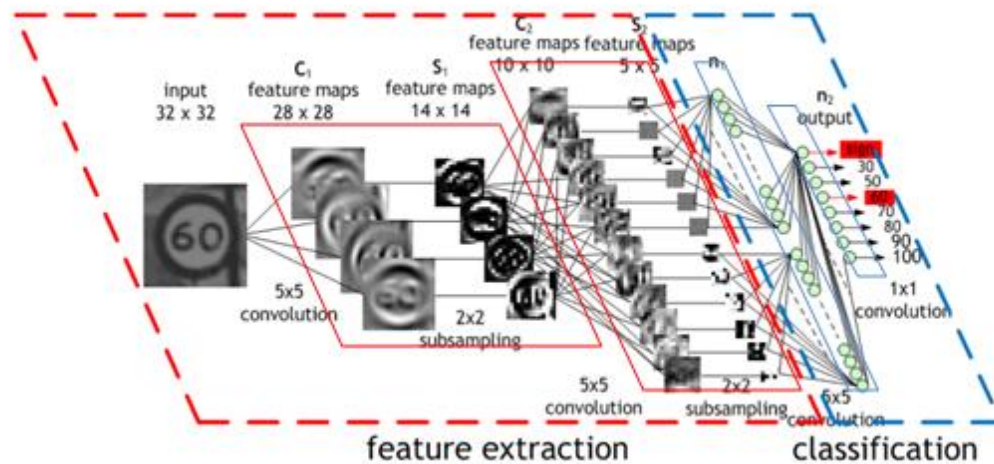 input
32 x 32
C1
feature maps
28 x 28
S1
feature maps
14 x 14
C2
feature maps
10 x 10
S2
feature maps
5 x 5
n1
n2
output
30
50
60
70
80
90
100
60
5x5
convolution
2x2
subsampling
5x5
convolution
2x2
subsampling
5x5
convolution
1x1
convolution
feature extraction
classification